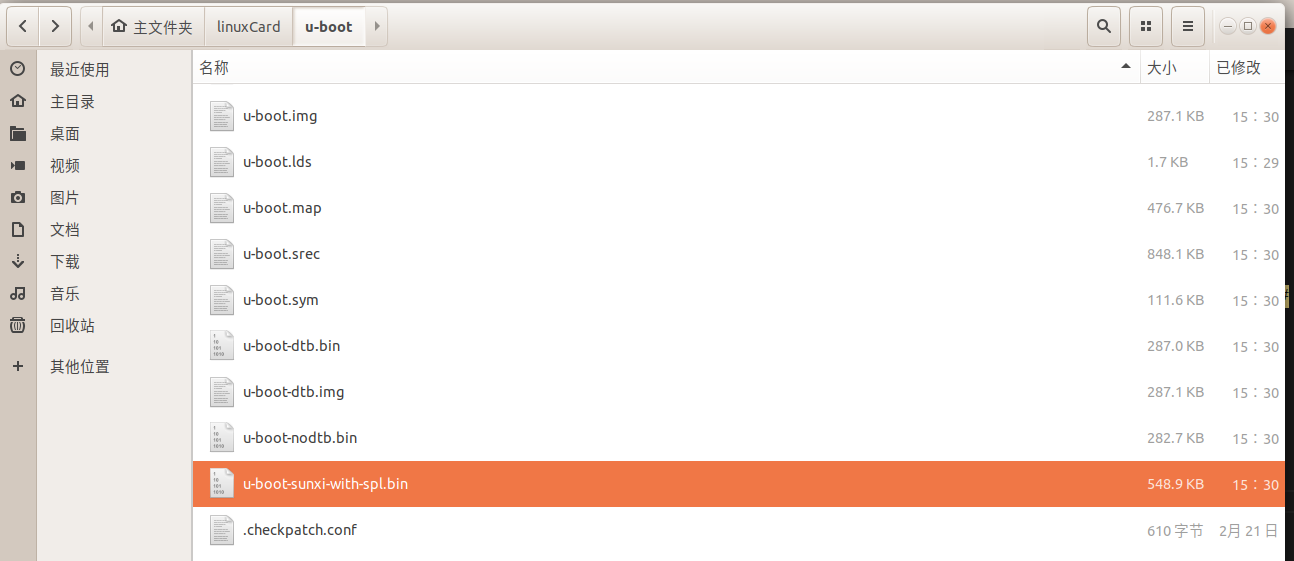 主文件夹 linuxCard u-boot
最近使用
主目录
桌面
视频
图片
文档
下载
音乐
回收站
其他位置
名称 大小 已修改
u-boot.img 287.1 KB 15：30
u-boot.lds 1.7 KB 15：29
u-boot.map 476.7 KB 15：30
u-boot.srec 848.1 KB 15：30
u-boot.sym 111.6 KB 15：30
u-boot-dtb.bin 287.0 KB 15：30
u-boot-dtb.img 287.1 KB 15：30
u-boot-nodtb.bin 282.7 KB 15：30
u-boot-sunxi-with-spl.bin 548.9 KB 15：30
.checkpatch.conf 610 字节 2月 21 日